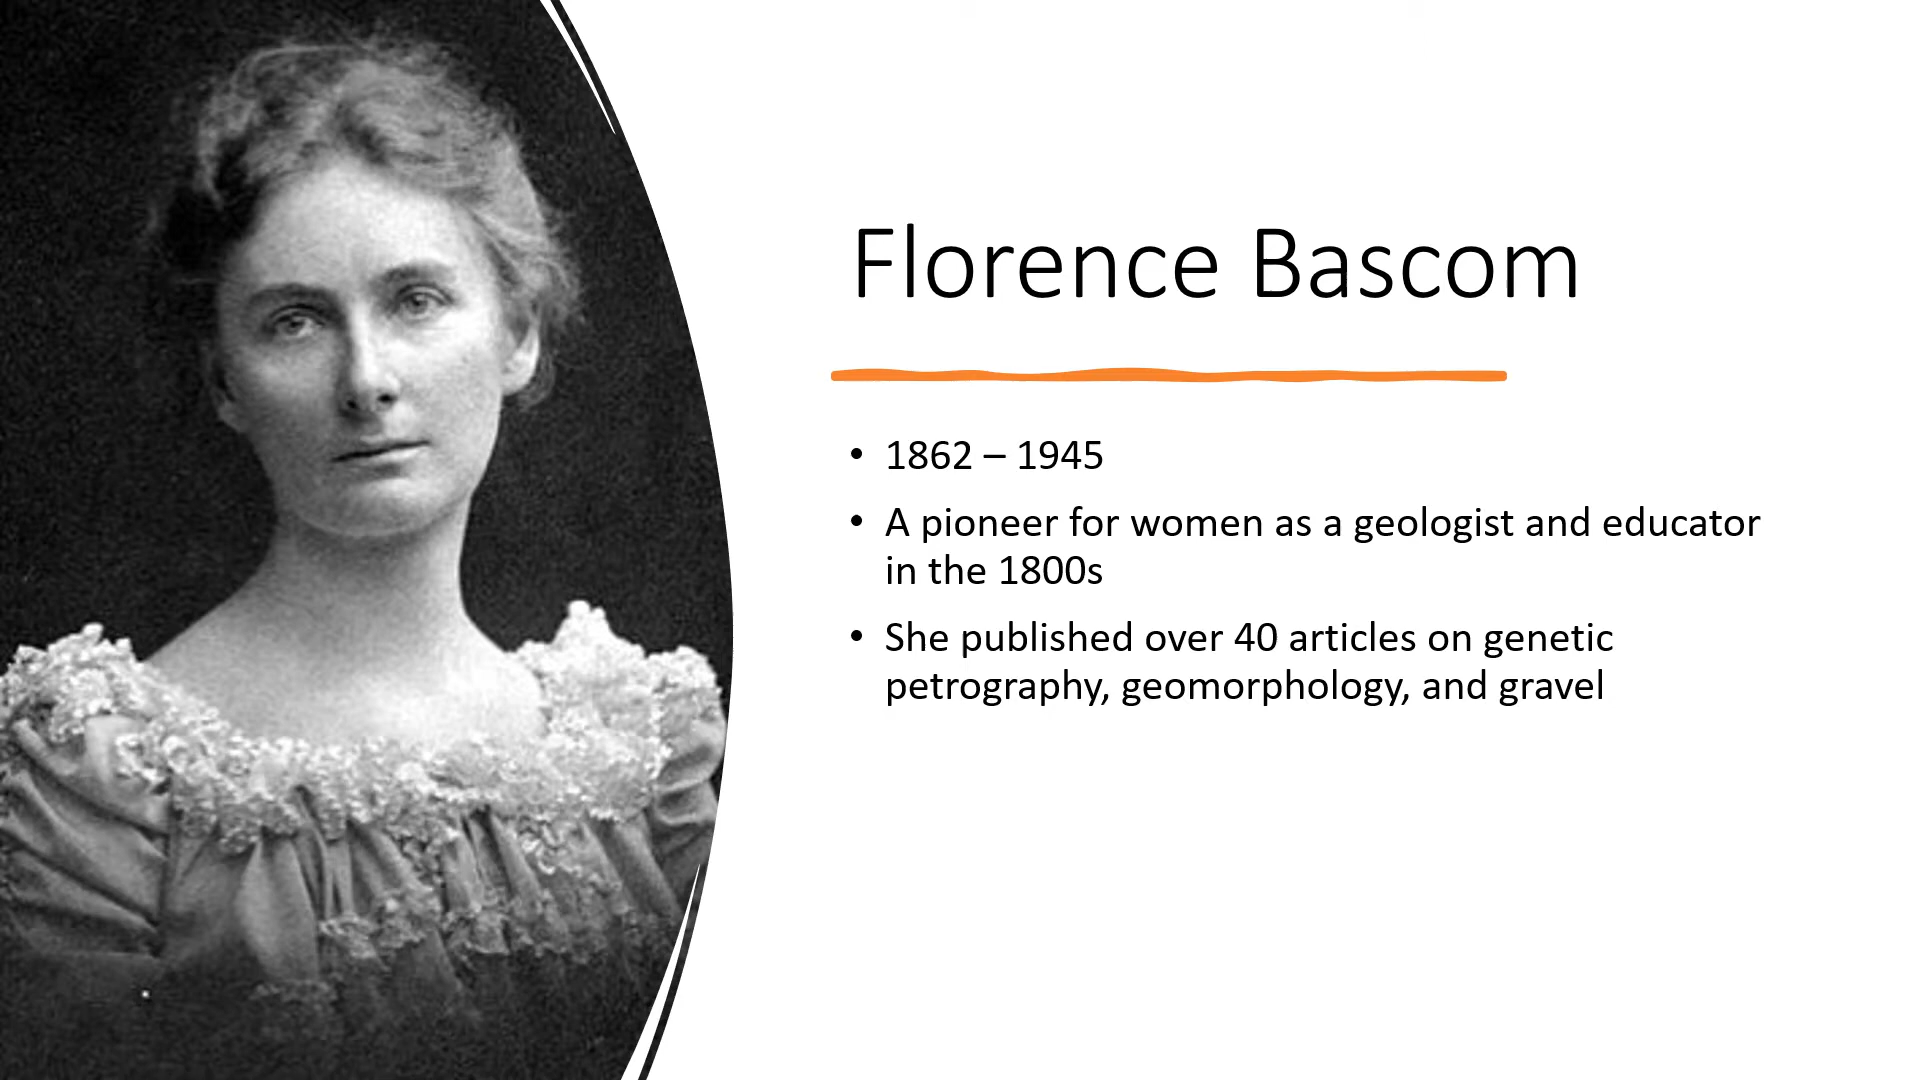 Florence Bascom
• 1862 – 1945
• A pioneer for women as a geologist and educator
in the 1800s
• She published over 40 articles on genetic
petrography, geomorphology, and gravel